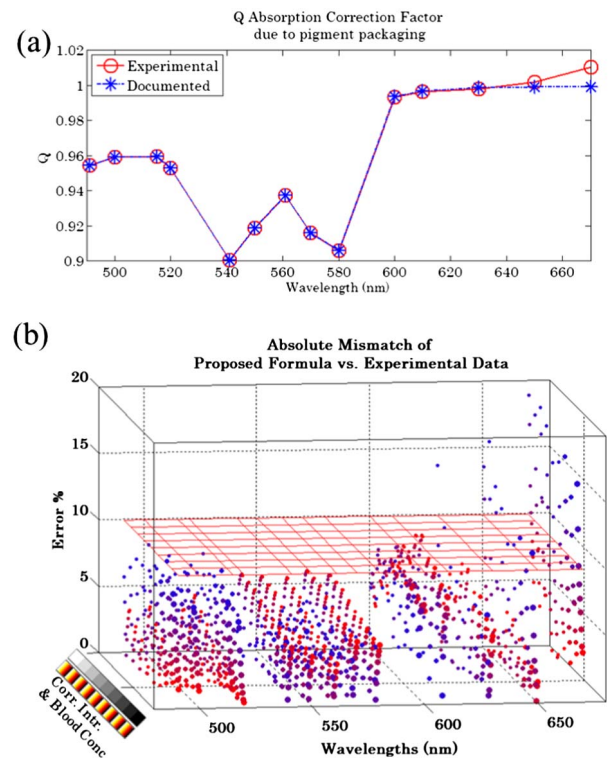 (a)
Q Absorption Correction Factor
due to pigment packaging
1.02
1
0.98
0.96
0.94
0.92
0.9
Q
Experimental
Documented
500
520
540
560
580
600
620
640
660
Wavelength (nm)
(b)
Absolute Mismatch of
Proposed Formula vs. Experimental Data
20
15
10
5
0
Error %
Corr. Intr.
& Blood Conc
500
550
600
650
Wavelengths (nm)